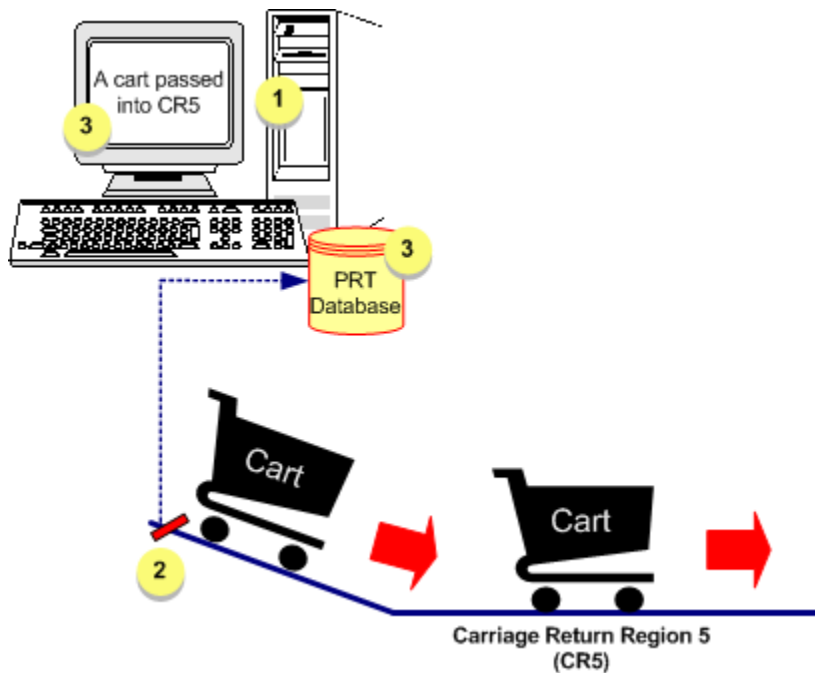 A cart passed
into CR5
3
1
3
PRT
Database
Cart
Cart
2
Carriage Return Region 5
(CR5)